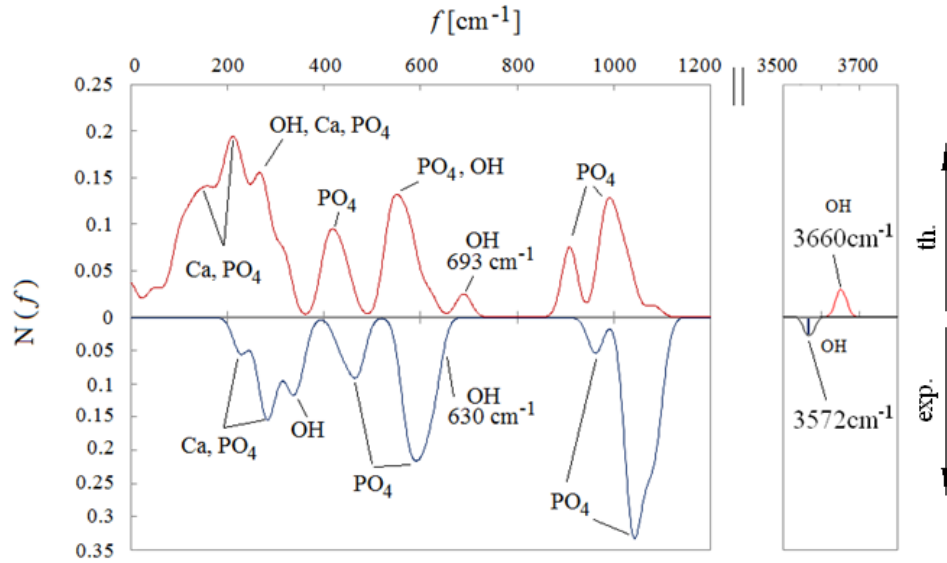 f [cm-1]
0 200 400 600 800 1000 1200 3500 3700
0.25
0.2
0.15
0.1
0.05
0
0.05
0.1
0.15
0.2
0.25
0.3
0.35
N (f)
OH, Ca, PO4
PO4
PO4, OH
OH
693 cm-1
PO4
Ca, PO4
OH
3660cm-1
th.
Ca, PO4
OH
PO4
OH
630 cm-1
PO4
OH
3572cm-1
exp.